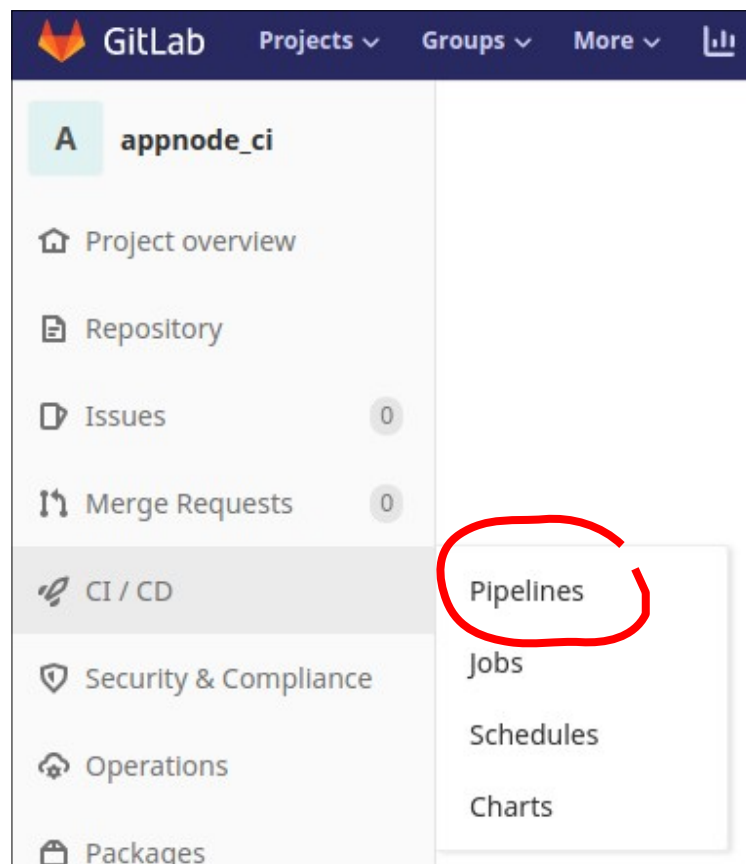 GitLab Projects Groups More
A appnode_ci
Project overview
Repository
Issues 0
Merge Requests 0
CI / CD
Pipelines
Jobs
Schedules
Charts
Security & Compliance
Operations
Packages